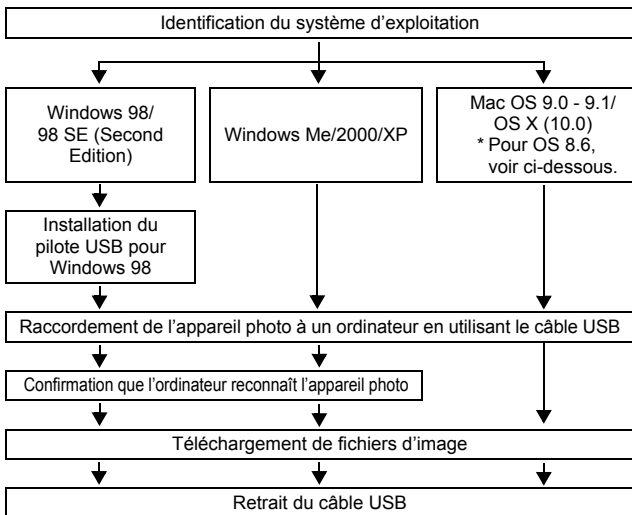 Identification du système d’exploitation
Windows 98/
98 SE (Second
Edition)
Windows Me/2000/XP
Mac OS 9.0 - 9.1/
OS X (10.0)
* Pour OS 8.6,
voir ci-dessous.
Installation du
pilote USB pour
Windows 98
Raccordement de l’appareil photo à un ordinateur en utilisant le câble USB
Confirmation que l’ordinateur reconnaît l’appareil photo
Téléchargement de fichiers d’image
Retrait du câble USB